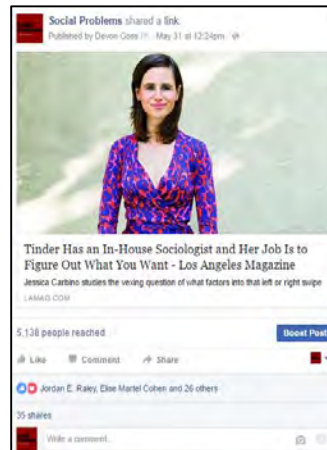 Social Problems shared a link.
Published by Devon Goss · May 31 at 12:24pm ·
Tinder Has an In-House Sociologist and Her Job Is to
Figure Out What You Want - Los Angeles Magazine
Jessica Carbino studies the vexing question of what factors into that left or right swipe
LAMAG.COM
5,138 people reached
Boost Post
Like Comment Share
Jordan E. Raley, Elise Martel Cohen and 26 others
35 shares
Write a comment...